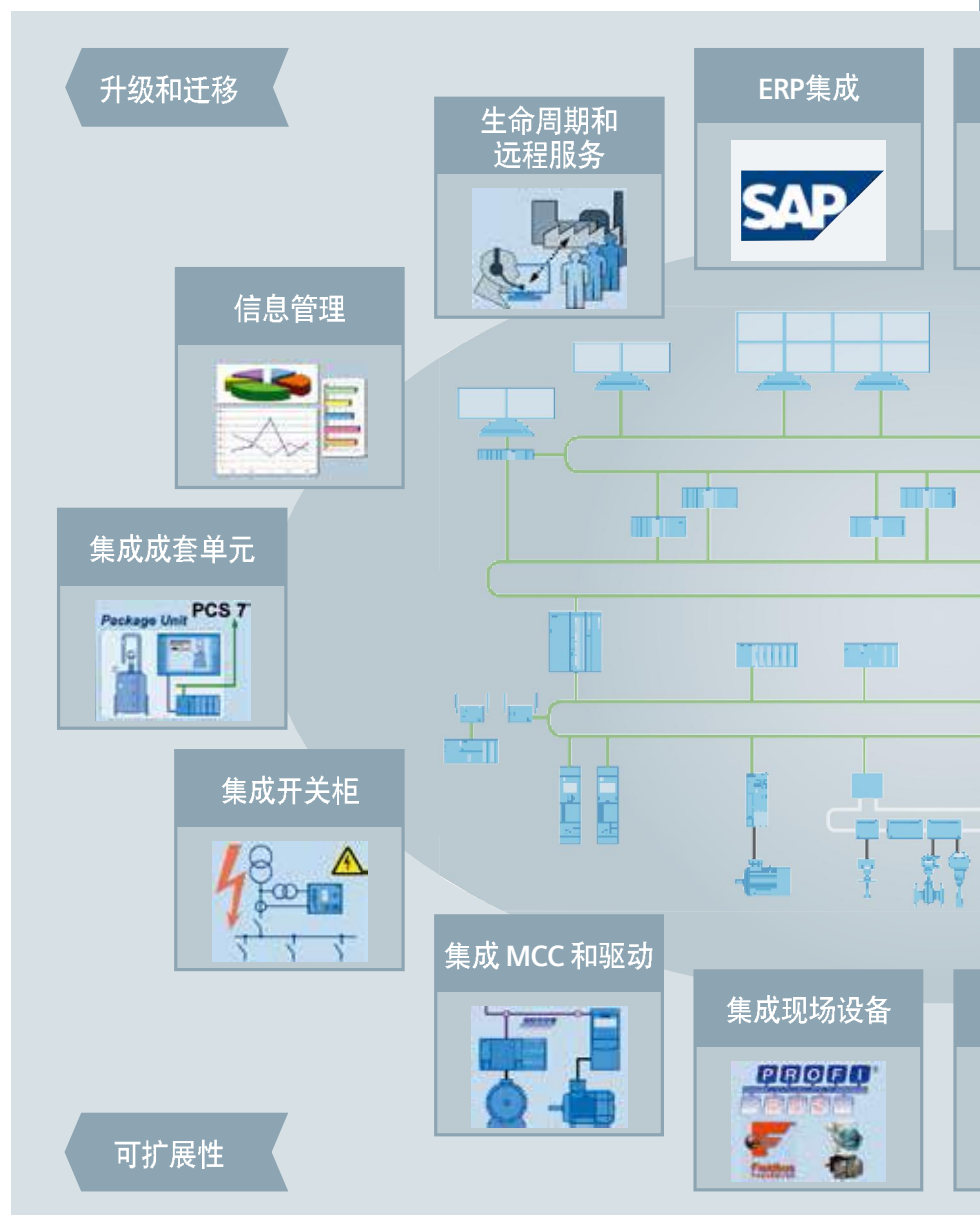 升级和迁移
ERP集成
生命周期和
远程服务
SAP
信息管理
集成成套单元
PCS 7
Package Unit
集成开关柜
集成 MCC 和驱动
集成现场设备
PROFI
BUS
Fieldbus
可扩展性